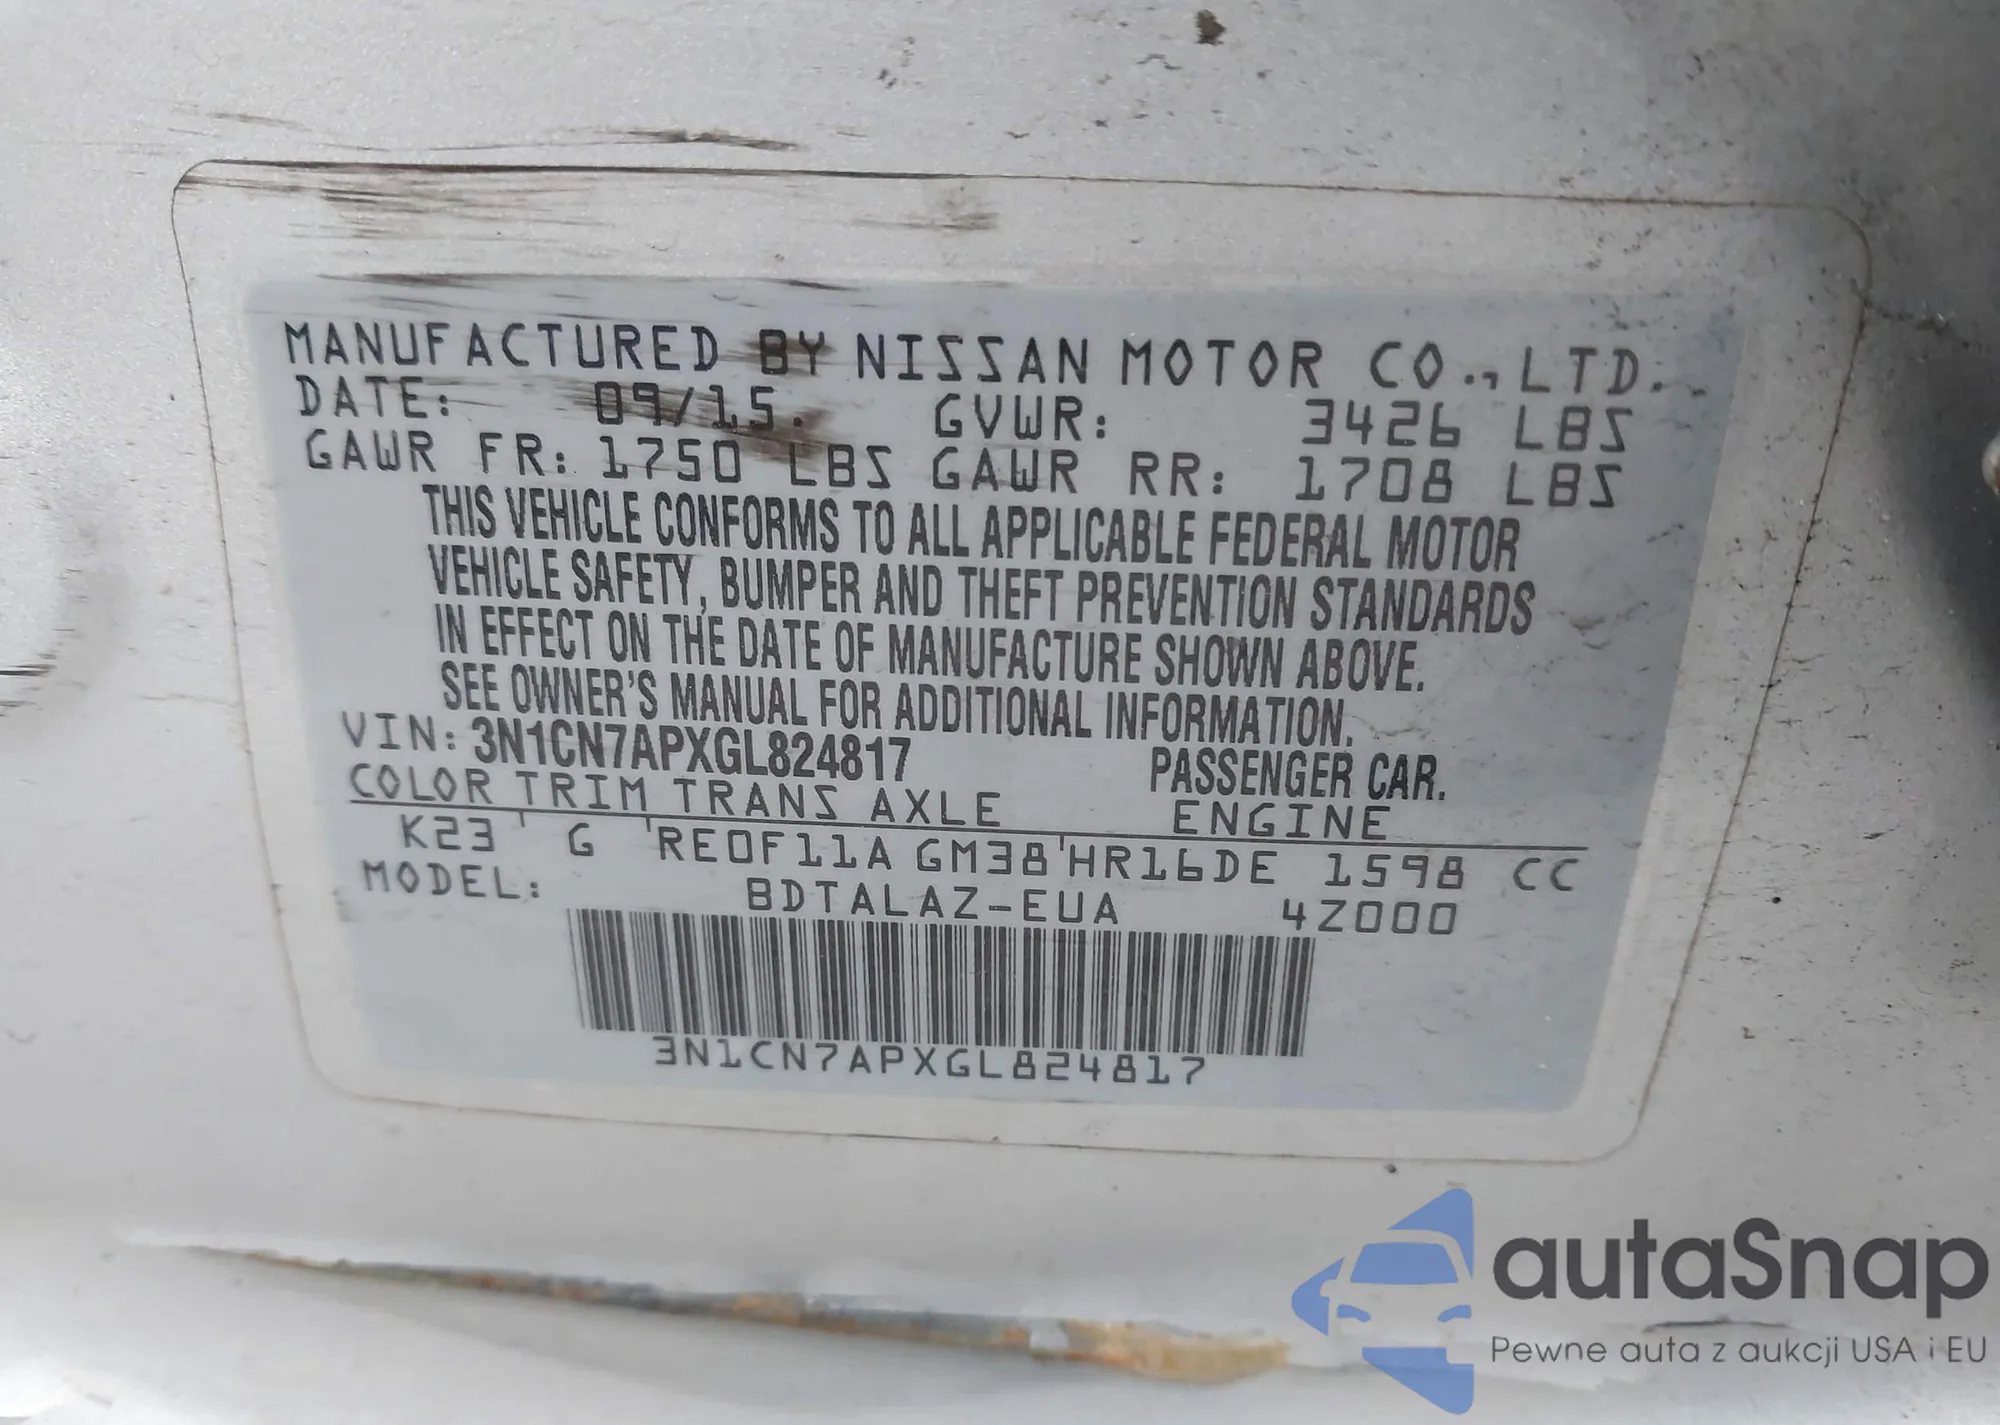 MANUFACTURED BY NISSAN MOTOR CO., LTD.
DATE: 09/15. GVWR: 3426 LBS
GAWR FR: 1750 LBS GAWR RR: 1708 LBS
THIS VEHICLE CONFORMS TO ALL APPLICABLE FEDERAL MOTOR
VEHICLE SAFETY, BUMPER AND THEFT PREVENTION STANDARDS
IN EFFECT ON THE DATE OF MANUFACTURE SHOWN ABOVE.
SEE OWNER'S MANUAL FOR ADDITIONAL INFORMATION.
VIN: 3N1CN7APXGL824817 PASSENGER CAR.
COLOR TRIM TRANS AXLE ENGINE
K23 ' G 'RE0F11A GM38'HR16DE 1598 CC
MODEL: BDTALAZ-EUA 4Z000
3N1CN7APXGL824817
autaSnap
Pewne auta z aukcji USA i EU